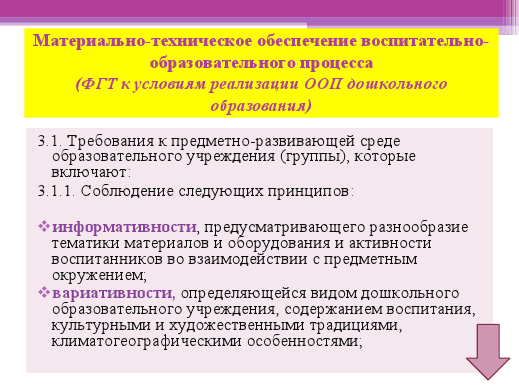 Материально-техническое обеспечение воспитательно-
образовательного процесса
(ФГТ к условиям реализации ООП дошкольного
образования)
3.1. Требования к предметно-развивающей среде
образовательного учреждения (группы), которые
включают:
3.1.1. Соблюдение следующих принципов:
❖информативности, предусматривающего разнообразие
тематики материалов и оборудования и активности
воспитанников во взаимодействии с предметным
окружением;
❖вариативности, определяющейся видом дошкольного
образовательного учреждения, содержанием воспитания,
культурными и художественными традициями,
климатогеографическими особенностями;